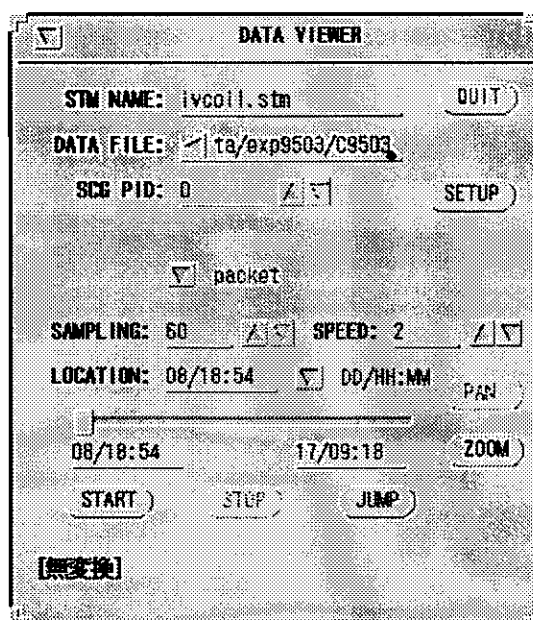 DATA VIEWER
STM NAME: ivcoil.stm QUIT
DATA FILE: ta/exp9503/C9503
SCG PID: 0 SETUP
packet
SAMPLING: 60 SPEED: 2
LOCATION: 08/18:54 DD/HH:MM PAN
08/18:54 17/09:18 ZOOM
START STOP JUMP
[無変換]